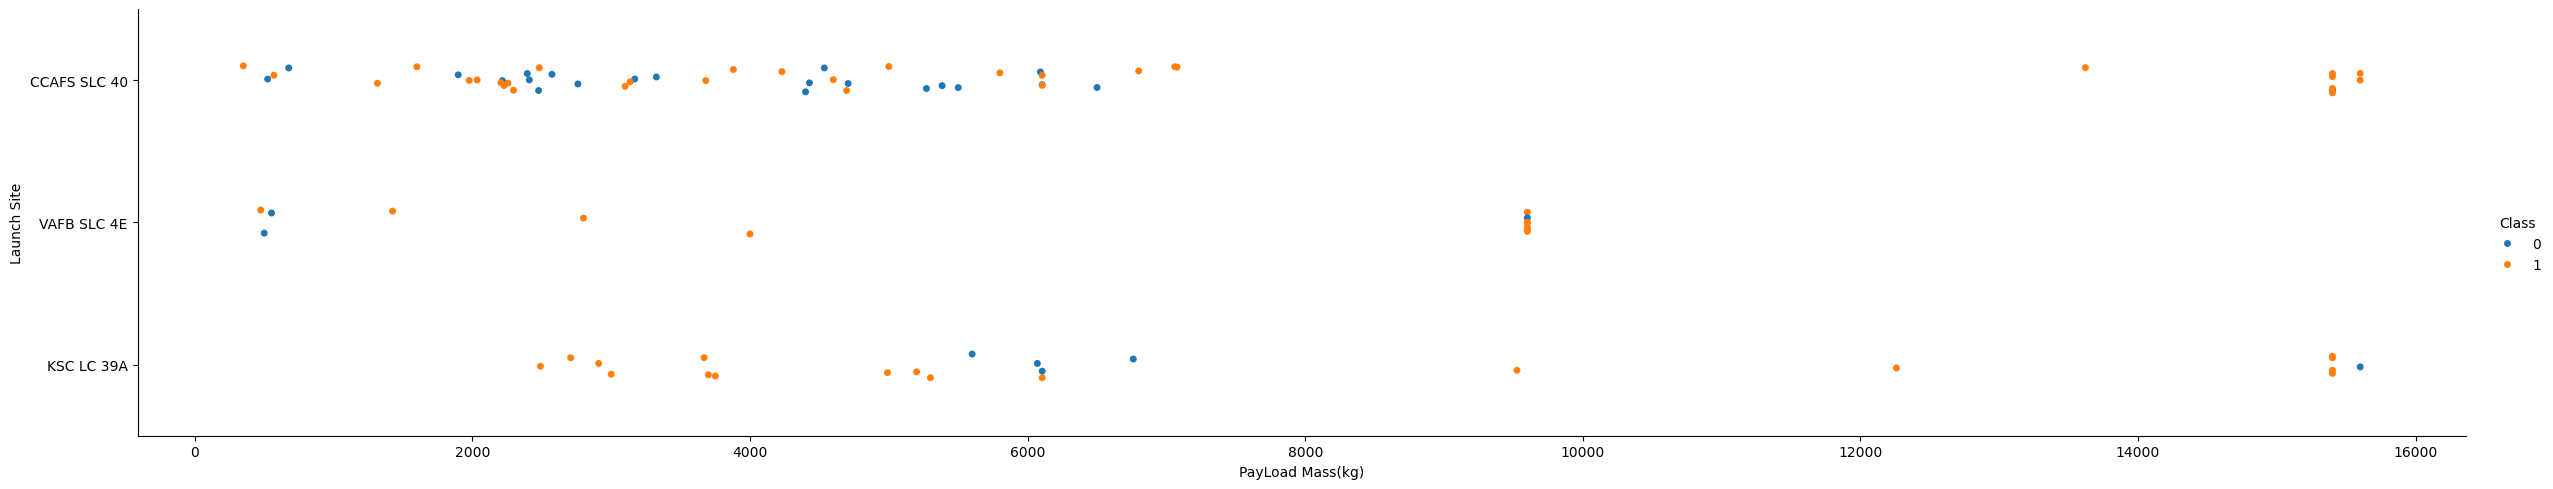 Launch Site
CCAFS SLC 40
VAFB SLC 4E
KSC LC 39A
0 2000 4000 6000 8000 10000 12000 14000 16000
PayLoad Mass(kg)
Class
0
1